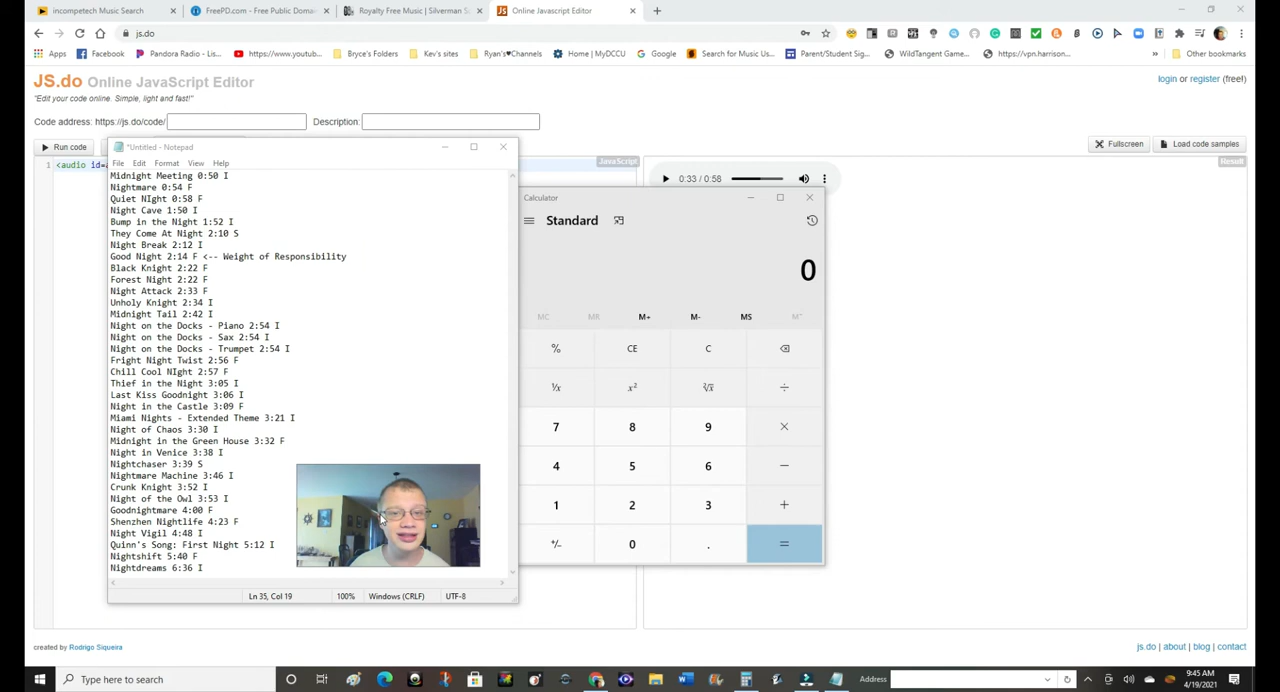 incompetech Music Search
FreePD.com - Free Public Doma
Royalty Free Music | Silverman S
Online Javascript Editor
js.do
Apps
Facebook
Pandora Radio - Lis...
https://www.youtub...
Bryce's Folders
Kev's sites
Ryan's♥Channels
Home | MyDCCU
Google
Search for Music Us...
Parent/Student Sig...
WildTangent Game...
https://vpn.harrison...
»
Other bookmarks
JS.do Online JavaScript Editor
login or register (free!)
"Edit your code online. Simple, light and fast!"
Code address: https://js.do/code/
Description:
Run code
Fullscreen
Load code samples
1 <audio id=
JavaScript
Result
0:33 / 0:58
*Untitled - Notepad
File Edit Format View Help
Midnight Meeting 0:50 I
Nightmare 0:54 F
Quiet NIght 0:58 F
Night Cave 1:50 I
Bump in the Night 1:52 I
They Come At Night 2:10 S
Night Break 2:12 I
Good Night 2:14 F <-- Weight of Responsibility
Black Knight 2:22 F
Forest Night 2:22 F
Night Attack 2:33 F
Unholy Knight 2:34 I
Midnight Tail 2:42 I
Night on the Docks - Piano 2:54 I
Night on the Docks - Sax 2:54 I
Night on the Docks - Trumpet 2:54 I
Fright Night Twist 2:56 F
Chill Cool NIght 2:57 F
Thief in the Night 3:05 I
Last Kiss Goodnight 3:06 I
Night in the Castle 3:09 F
Miami Nights - Extended Theme 3:21 I
Night of Chaos 3:30 I
Midnight in the Green House 3:32 F
Night in Venice 3:38 I
Nightchaser 3:39 S
Nightmare Machine 3:46 I
Crunk Knight 3:52 I
Night of the Owl 3:53 I
Goodnightmare 4:00 F
Shenzhen Nightlife 4:23 F
Night Vigil 4:48 I
Quinn's Song: First Night 5:12 I
Nightshift 5:40 F
Nightdreams 6:36 I
Ln 35, Col 19
100%
Windows (CRLF)
UTF-8
Calculator
Standard
0
MC M+ M- MS M˅
% CE C
¹/x x² ²√x ÷
7 8 9 ×
4 5 6 −
1 2 3 +
+/− 0 . =
created by Rodrigo Siqueira
js.do | about | blog | contact
Type here to search
Address
9:45 AM
4/19/2021